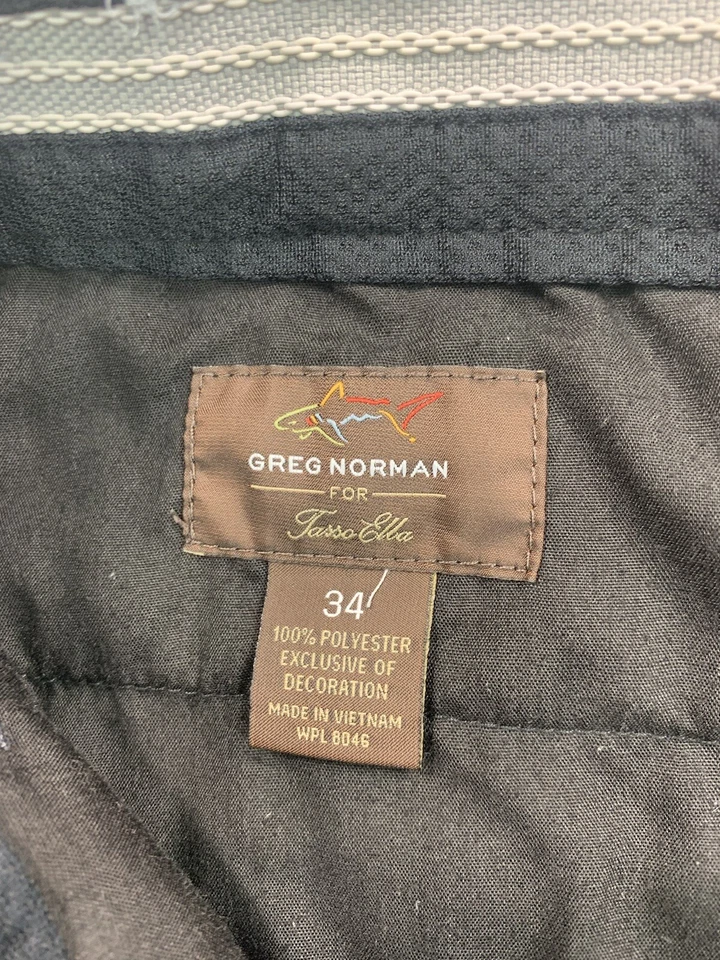 GREG NORMAN
FOR
Tasso Elba
34
100% POLYESTER
EXCLUSIVE OF
DECORATION
MADE IN VIETNAM
WPL 8046